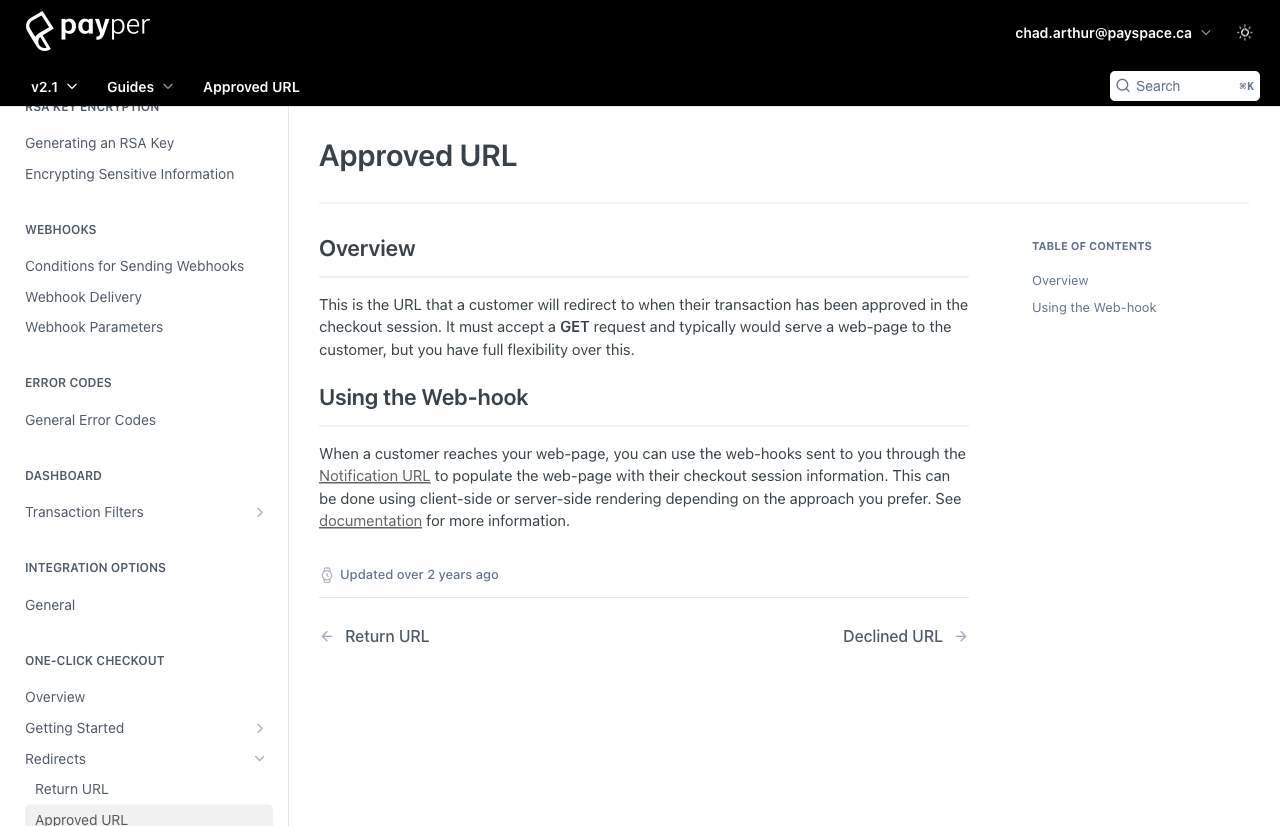 payper
chad.arthur@payspace.ca
v2.1
Guides
Approved URL
Search
⌘K
RSA KEY ENCRYPTION
Generating an RSA Key
Encrypting Sensitive Information
WEBHOOKS
Conditions for Sending Webhooks
Webhook Delivery
Webhook Parameters
ERROR CODES
General Error Codes
DASHBOARD
Transaction Filters
INTEGRATION OPTIONS
General
ONE-CLICK CHECKOUT
Overview
Getting Started
Redirects
Return URL
Approved URL
Approved URL
Overview
This is the URL that a customer will redirect to when their transaction has been approved in the
checkout session. It must accept a GET request and typically would serve a web-page to the
customer, but you have full flexibility over this.
Using the Web-hook
When a customer reaches your web-page, you can use the web-hooks sent to you through the
Notification URL to populate the web-page with their checkout session information. This can
be done using client-side or server-side rendering depending on the approach you prefer. See
documentation for more information.
Updated over 2 years ago
Return URL
Declined URL
TABLE OF CONTENTS
Overview
Using the Web-hook